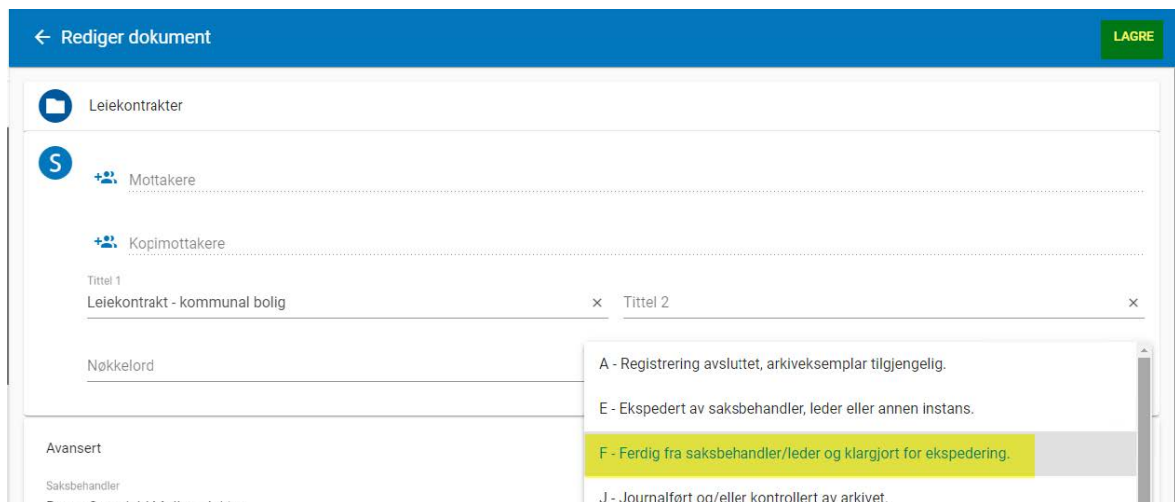 Rediger dokument
LAGRE
Leiekontrakter
S
Mottakere
Kopimottakere
Tittel 1
Leiekontrakt - kommunal bolig
Tittel 2
Nøkkelord
A - Registrering avsluttet, arkiveksemplar tilgjengelig.
E - Ekspedert av saksbehandler, leder eller annen instans.
Avansert
F - Ferdig fra saksbehandler/leder og klargjort for ekspedering.
Saksbehandler
J - Journalført og/eller kontrollert av arkivet.